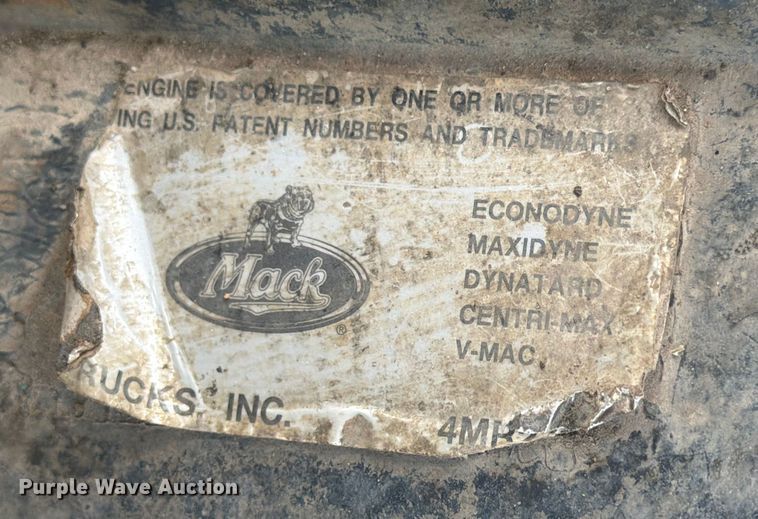 ENGINE IS COVERED BY ONE OR MORE OF
ING U.S. PATENT NUMBERS AND TRADEMARKS
Mack
®
ECONODYNE
MAXIDYNE
DYNATARD
CENTRI-MAX
V-MAC
RUCKS, INC.
4MR
Purple Wave Auction